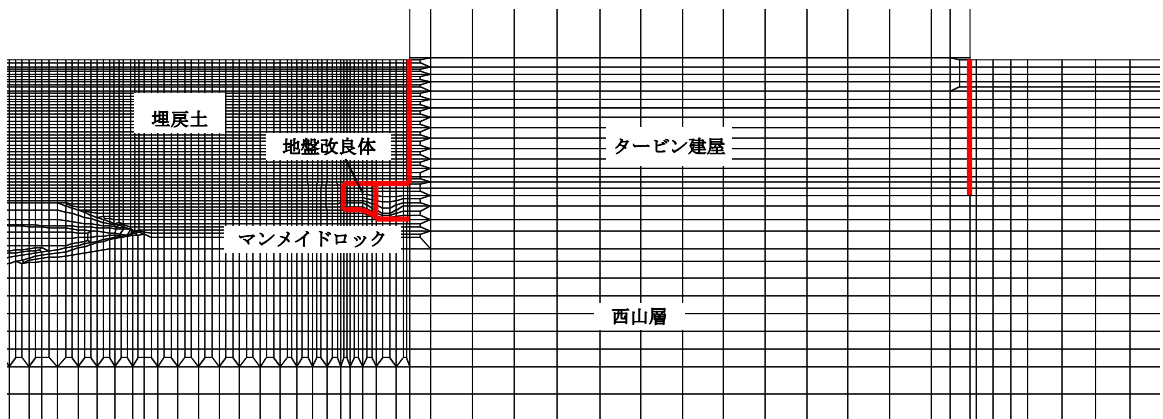 埋戻土
地盤改良体
タービン建屋
マンメイドロック
西山層